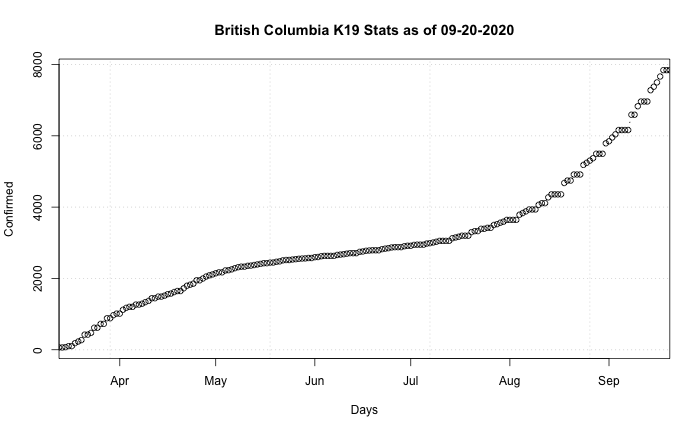 British Columbia K19 Stats as of 09-20-2020
8000
6000
4000
2000
0
Confirmed
Apr May Jun Jul Aug Sep
Days